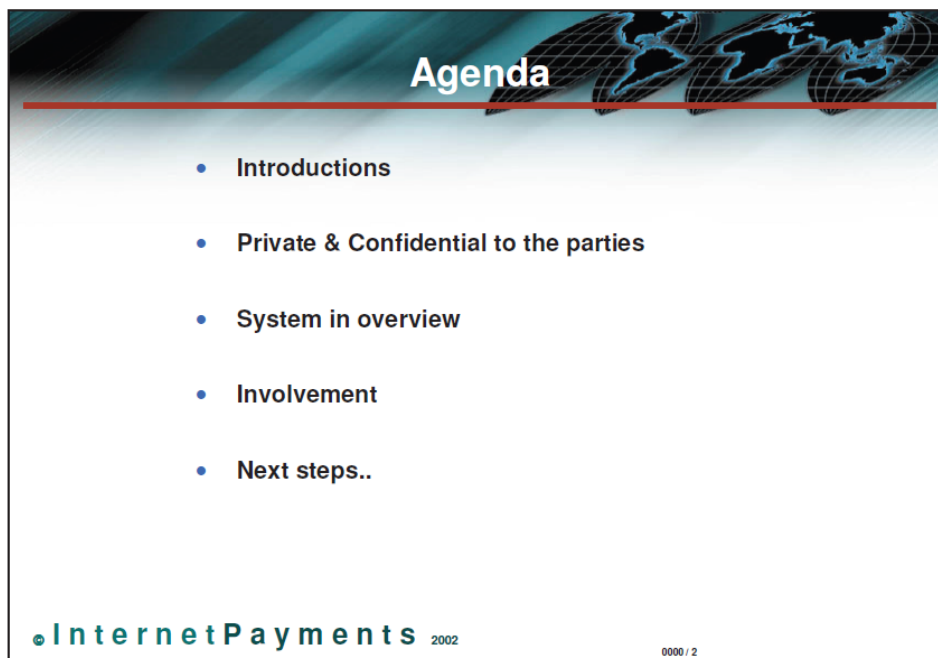 Agenda
• Introductions
• Private & Confidential to the parties
• System in overview
• Involvement
• Next steps..
© InternetPayments 2002
0000 / 2